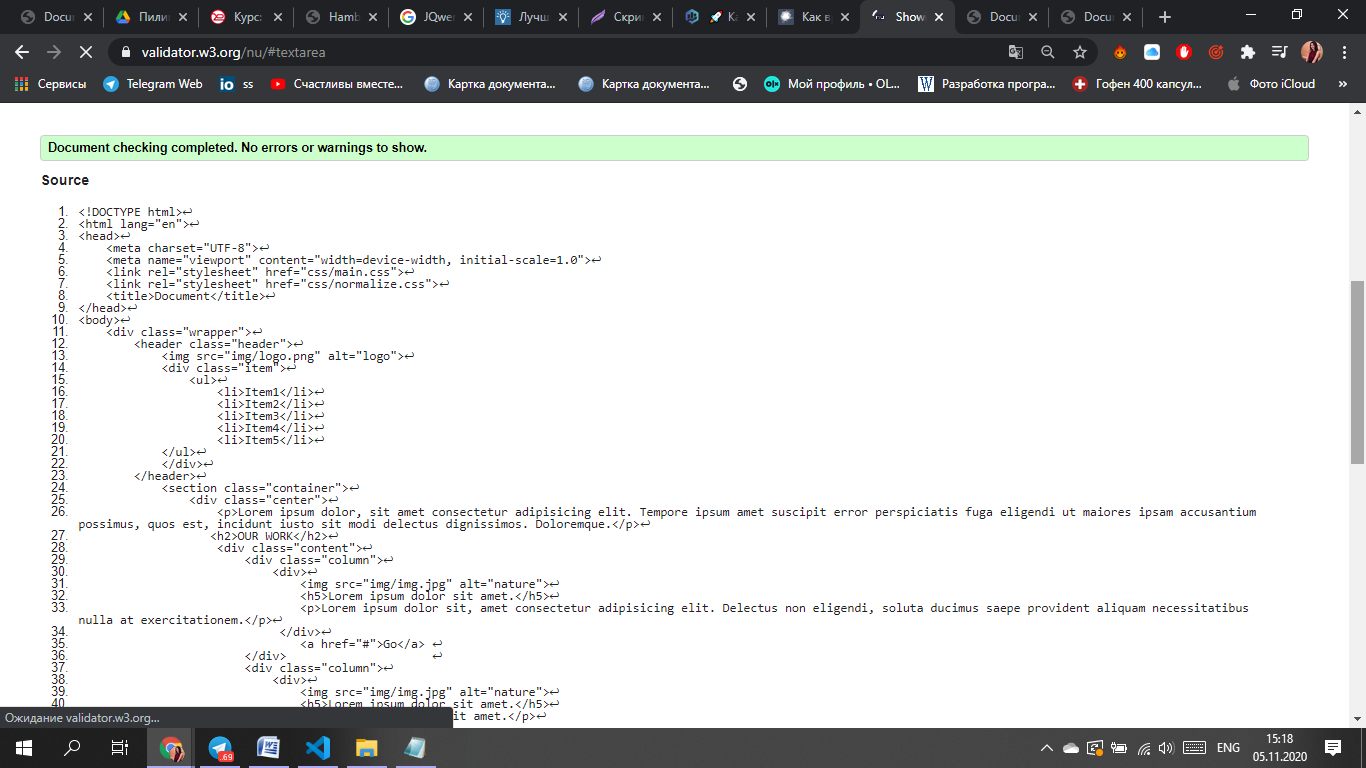 Docum
Пили
Курс:
Hamb
JQwer
Лучш
Скри
Ка
Как в
Show
Docu
Docu
validator.w3.org/nu/#textarea
Сервисы
Telegram Web
ss
Счастливы вместе...
Картка документа...
Картка документа...
Мой профиль • OL...
Разработка програ...
Гофен 400 капсул...
Фото iCloud
»
Document checking completed. No errors or warnings to show.
Source
1. <!DOCTYPE html>↩
2. <html lang="en">↩
3. <head>↩
4. <meta charset="UTF-8">↩
5. <meta name="viewport" content="width=device-width, initial-scale=1.0">↩
6. <link rel="stylesheet" href="css/main.css">↩
7. <link rel="stylesheet" href="css/normalize.css">↩
8. <title>Document</title>↩
9. </head>↩
10. <body>↩
11. <div class="wrapper">↩
12. <header class="header">↩
13. <img src="img/logo.png" alt="logo">↩
14. <div class="item">↩
15. <ul>↩
16. <li>Item1</li>↩
17. <li>Item2</li>↩
18. <li>Item3</li>↩
19. <li>Item4</li>↩
20. <li>Item5</li>↩
21. </ul>↩
22. </div>↩
23. </header>↩
24. <section class="container">↩
25. <div class="center">↩
26. <p>Lorem ipsum dolor, sit amet consectetur adipisicing elit. Tempore ipsum amet suscipit error perspiciatis fuga eligendi ut maiores ipsam accusantium
possimus, quos est, incidunt iusto sit modi delectus dignissimos. Doloremque.</p>↩
27. <h2>OUR WORK</h2>↩
28. <div class="content">↩
29. <div class="column">↩
30. <div>↩
31. <img src="img/img.jpg" alt="nature">↩
32. <h5>Lorem ipsum dolor sit amet.</h5>↩
33. <p>Lorem ipsum dolor sit, amet consectetur adipisicing elit. Delectus non eligendi, soluta ducimus saepe provident aliquam necessitatibus
nulla at exercitationem.</p>↩
34. </div>↩
35. <a href="#">Go</a> ↩
36. </div> ↩
37. <div class="column">↩
38. <div>↩
39. <img src="img/img.jpg" alt="nature">↩
40. <h5>Lorem ipsum dolor sit amet.</h5>↩
it amet.</p>↩
Ожидание validator.w3.org...
69
ENG
15:18
05.11.2020